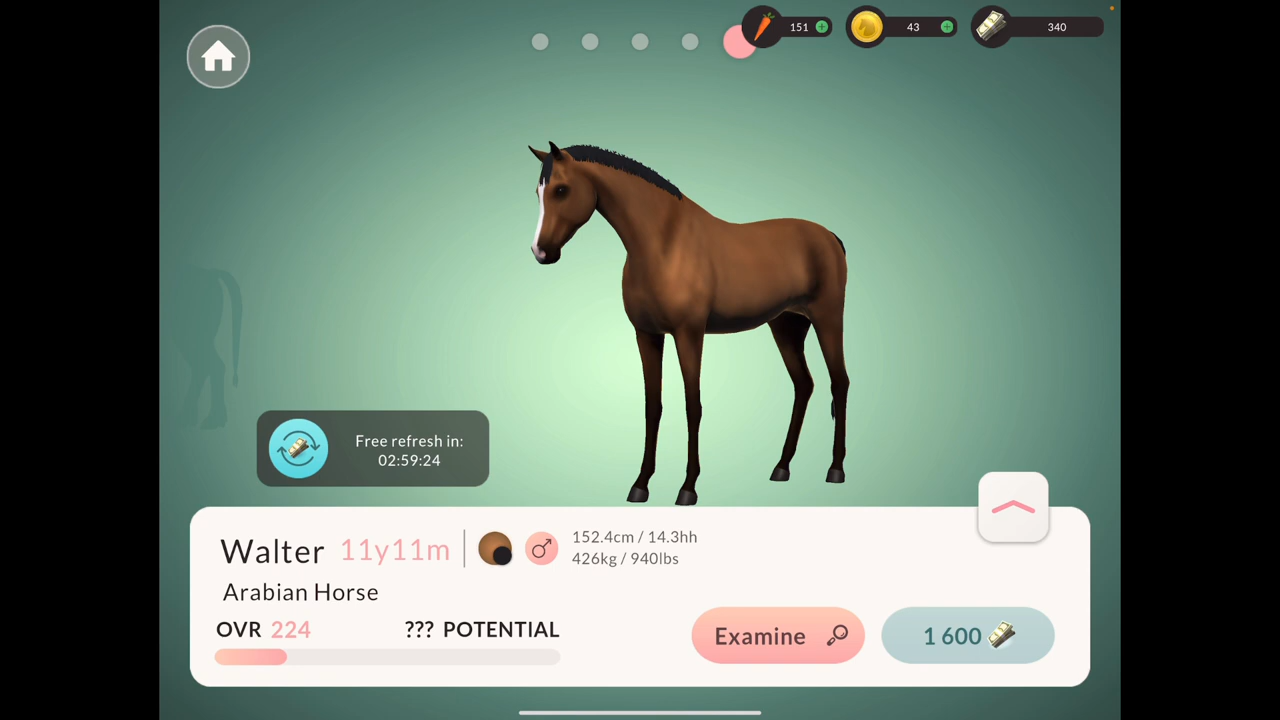 151
43
340
Free refresh in:
02:59:24
Walter 11y11m
152.4cm / 14.3hh
426kg / 940lbs
Arabian Horse
OVR 224
??? POTENTIAL
Examine
1 600